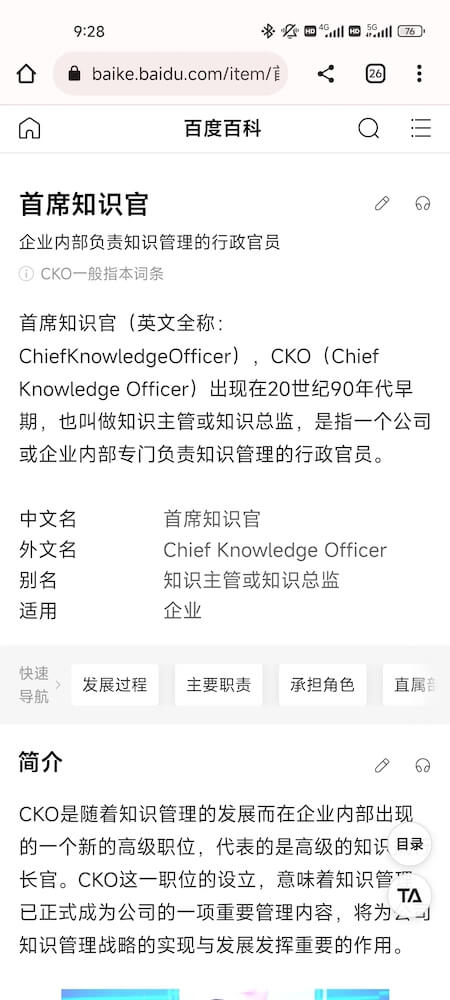 9:28
HD 4G HD 5G 76
baike.baidu.com/item/
26
百度百科
首席知识官
企业内部负责知识管理的行政官员
CKO一般指本词条
首席知识官（英文全称：
ChiefKnowledgeOfficer），CKO（Chief
Knowledge Officer）出现在20世纪90年代早
期，也叫做知识主管或知识总监，是指一个公司
或企业内部专门负责知识管理的行政官员。
中文名 首席知识官
外文名 Chief Knowledge Officer
别名 知识主管或知识总监
适用 企业
快速
导航
发展过程 主要职责 承担角色 直属
简介
CKO是随着知识管理的发展而在企业内部出现
的一个新的高级职位，代表的是高级的知识
目录
长官。CKO这一职位的设立，意味着知识管理
TA
已正式成为公司的一项重要管理内容，将为公司
知识管理战略的实现与发展发挥重要的作用。